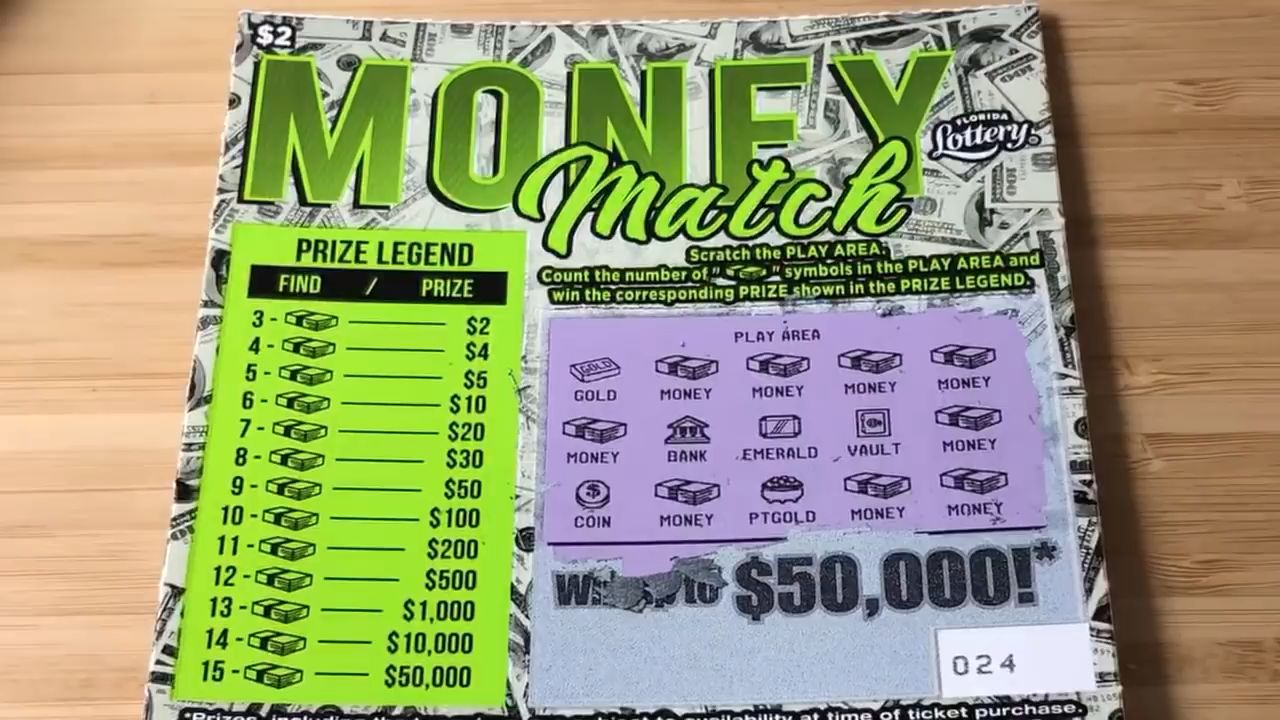 $2
MONEY
Match
FLORIDA
Lottery
PRIZE LEGEND
FIND / PRIZE
3 - $2
4 - $4
5 - $5
6 - $10
7 - $20
8 - $30
9 - $50
10 - $100
11 - $200
12 - $500
13 - $1,000
14 - $10,000
15 - $50,000
Scratch the PLAY AREA.
Count the number of " " symbols in the PLAY AREA and
win the corresponding PRIZE shown in the PRIZE LEGEND.
PLAY AREA
GOLD
GOLD MONEY MONEY MONEY MONEY
MONEY BANK EMERALD VAULT MONEY
COIN MONEY PTGOLD MONEY MONEY
to $50,000!*
024
*Prizes, including the to availability at time of ticket purchase.